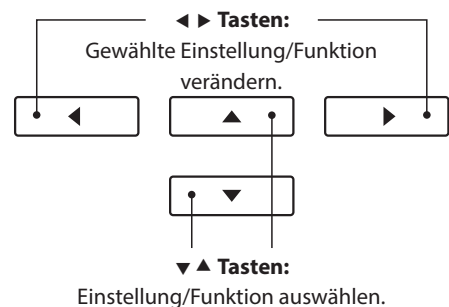 ◀ ▶ Tasten:
Gewählte Einstellung/Funktion
verändern.
◀ ▲ ▶
▼
▼ ▲ Tasten:
Einstellung/Funktion auswählen.